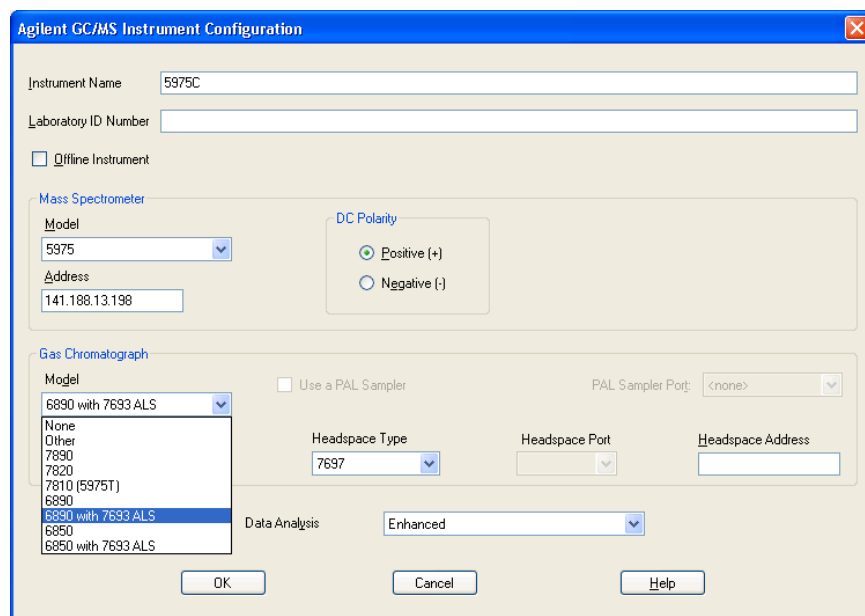 Agilent GC/MS Instrument Configuration
Instrument Name 5975C
Laboratory ID Number
Offline Instrument
Mass Spectrometer
Model
5975
Address
141.188.13.198
DC Polarity
Positive (+)
Negative (-)
Gas Chromatograph
Model
6890 with 7693 ALS
None
Other
7890
7820
7810 (5975T)
6890
6890 with 7693 ALS
6850
6850 with 7693 ALS
Use a PAL Sampler
PAL Sampler Port: <none>
Headspace Type
7697
Headspace Port
Headspace Address
Data Analysis Enhanced
OK Cancel Help